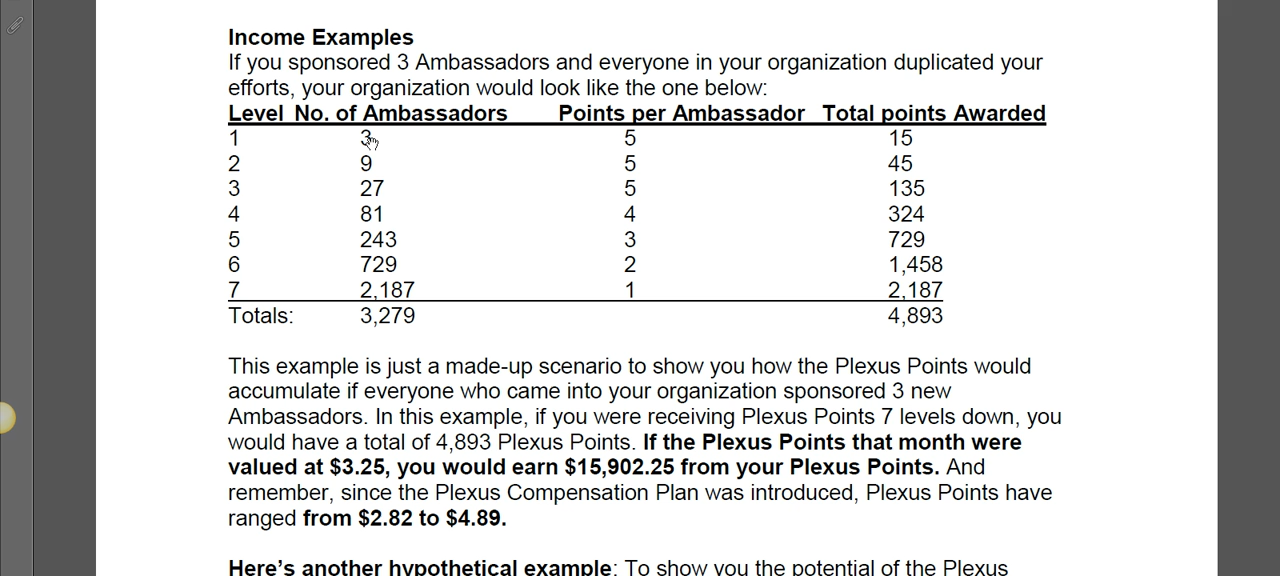 Income Examples
If you sponsored 3 Ambassadors and everyone in your organization duplicated your
efforts, your organization would look like the one below:
Level No. of Ambassadors Points per Ambassador Total points Awarded
1 3 5 15
2 9 5 45
3 27 5 135
4 81 4 324
5 243 3 729
6 729 2 1,458
7 2,187 1 2,187
Totals: 3,279 4,893
This example is just a made-up scenario to show you how the Plexus Points would
accumulate if everyone who came into your organization sponsored 3 new
Ambassadors. In this example, if you were receiving Plexus Points 7 levels down, you
would have a total of 4,893 Plexus Points. If the Plexus Points that month were
valued at $3.25, you would earn $15,902.25 from your Plexus Points. And
remember, since the Plexus Compensation Plan was introduced, Plexus Points have
ranged from $2.82 to $4.89.
Here's another hypothetical example: To show you the potential of the Plexus